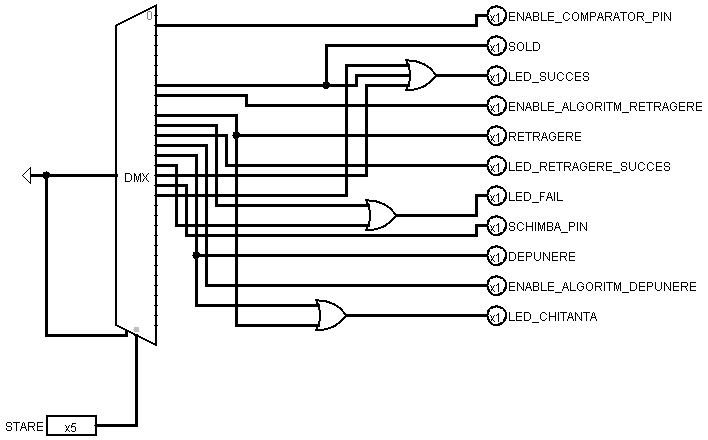 0
x1 ENABLE_COMPARATOR_PIN
x1 SOLD
x1 LED_SUCCES
x1 ENABLE_ALGORITM_RETRAGERE
x1 RETRAGERE
x1 LED_RETRAGERE_SUCCES
DMX
x1 LED_FAIL
x1 SCHIMBA_PIN
x1 DEPUNERE
x1 ENABLE_ALGORITM_DEPUNERE
x1 LED_CHITANTA
STARE x5